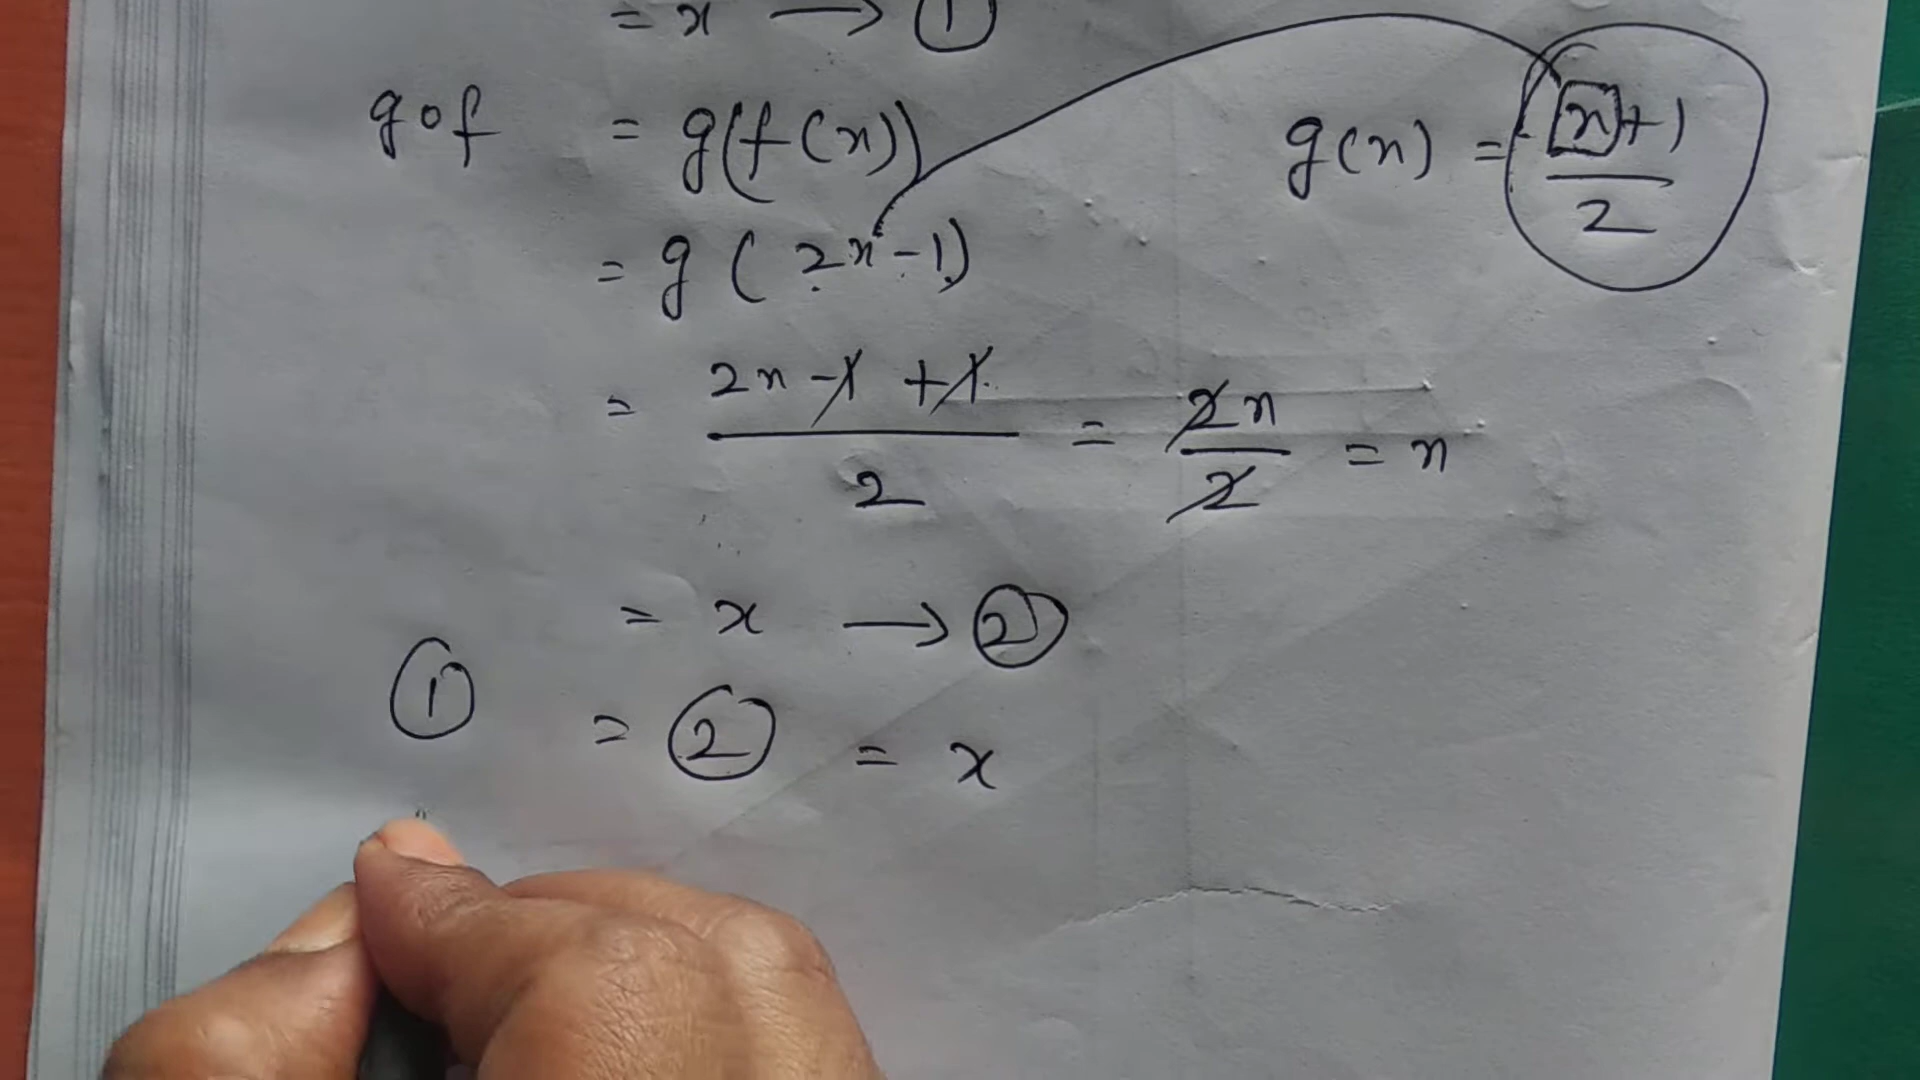 = x → ①
gof = g(f(x)) g(x) = x+1/2
= g(2x-1)
= 2x-1+1/2 = 2x/2 = x
= x → ②
① = ② = x